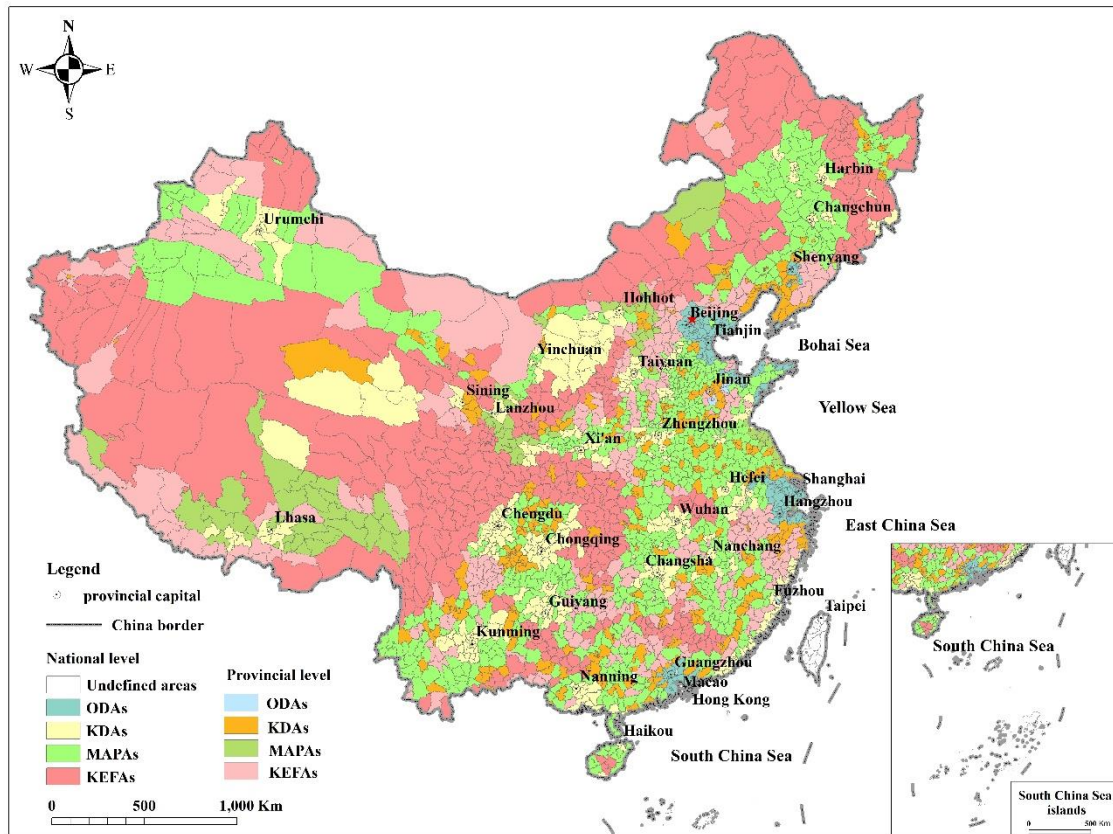 N
W
E
S
Harbin
Changchun
Urumchi
Shenyang
Hohhot
Beijing
Tianjin
Bohai Sea
Yinchuan
Taiyuan
Sining
Jinan
Lanzhou
Yellow Sea
Zhengzhou
Xi'an
Hefei
Shanghai
Hangzhou
Lhasa
Chengdu
Wuhan
East China Sea
Chongqing
Nanchang
Changsha
Fuzhou
Taipei
Guiyang
Kunming
Guangzhou
Nanning
Macao
Hong Kong
Haikou
South China Sea
Legend
provincial capital
China border
National level
Undefined areas
ODAs
KDAs
MAPAs
KEFAs
Provincial level
ODAs
KDAs
MAPAs
KEFAs
0 500 1,000 Km
South China Sea
South China Sea
islands
0 500 Km